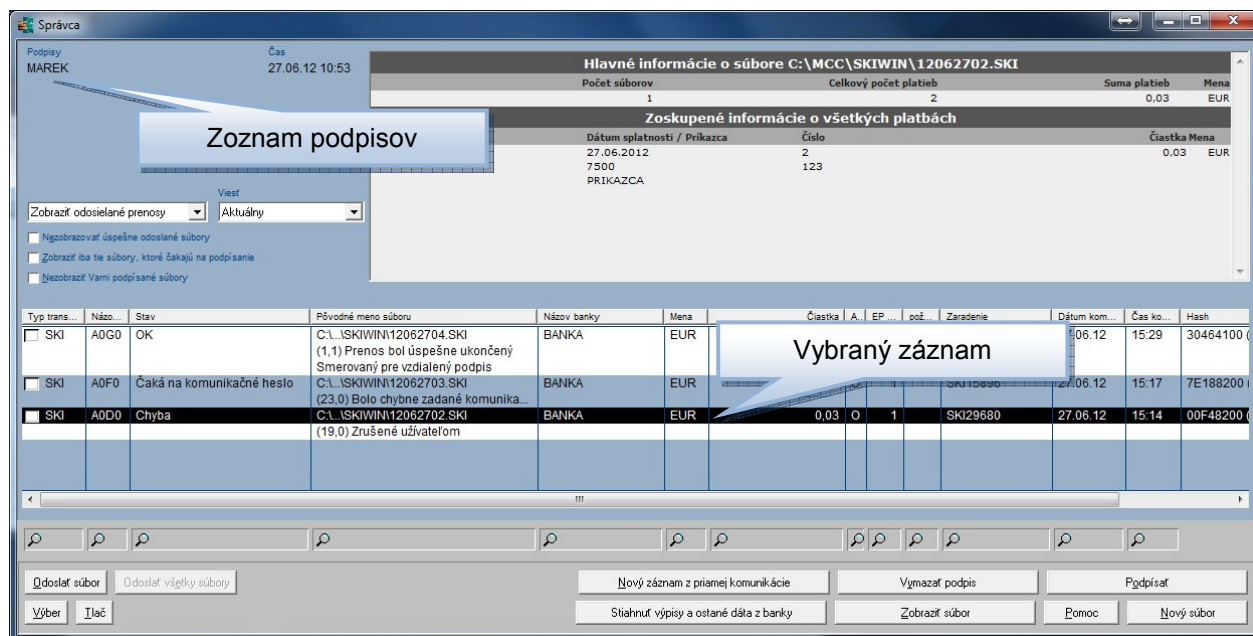 Správca
Podpisy Čas
MAREK 27.06.12 10:53
Hlavné informácie o súbore C:\MCC\SKIWIN\12062702.SKI
Počet súborov Celkový počet platieb Suma platieb Mena
1 2 0,03 EUR
Zoskupené informácie o všetkých platbách
Dátum splatnosti / Príkazca Číslo Čiastka Mena
27.06.2012 2 0,03 EUR
7500 123
PRIKAZCA
Zoznam podpisov
Viesť
Zobraziť odosielané prenosy Aktuálny
Nezobrazovať úspešne odoslané súbory
Zobraziť iba tie súbory, ktoré čakajú na podpísanie
Nezobraziť Vami podpísané súbory
Typ trans... Názo... Stav Pôvodné meno súboru Názov banky Mena Čiastka A.. EP ... pož... Zaradenie Dátum kom... Čas ko... Hash
SKI A0G0 OK C:\...\SKIWIN\12062704.SKI BANKA EUR .06.12 15:29 30464100 (
(1,1) Prenos bol úspešne ukončený
Smerovaný pre vzdialený podpis
Vybraný záznam
SKI A0F0 Čaká na komunikačné heslo C:\...\SKIWIN\12062703.SKI BANKA EUR SKI15896 27.06.12 15:17 7E188200 (
(23,0) Bolo chybne zadané komunika...
SKI A0D0 Chyba C:\...\SKIWIN\12062702.SKI BANKA EUR 0,03 O 1 SKI29680 27.06.12 15:14 00F48200 (
(19,0) Zrušené užívateľom
Odoslať súbor Odoslať všetky súbory Nový záznam z priamej komunikácie Vymazať podpis Podpísať
Výber Tlač Stiahnuť výpisy a ostané dáta z banky Zobraziť súbor Pomoc Nový súbor